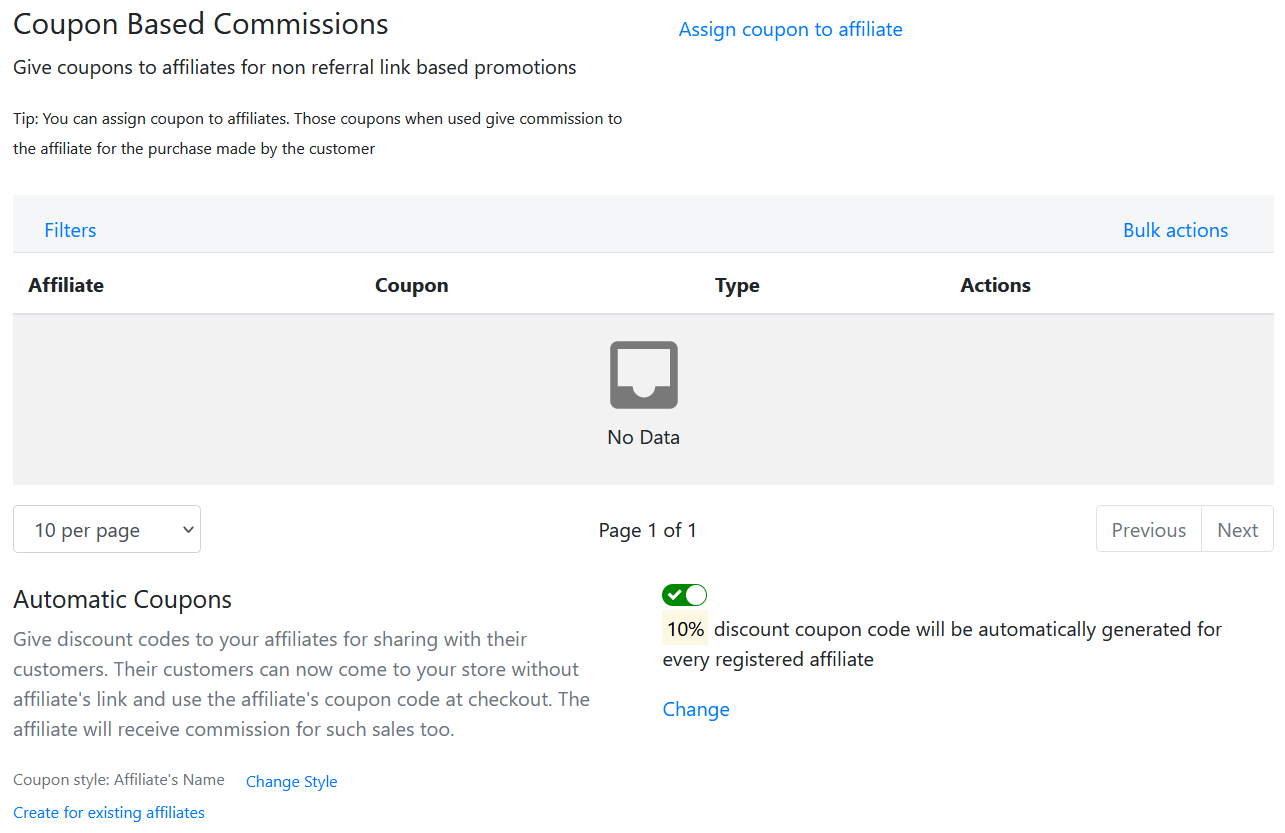 Coupon Based Commissions
Assign coupon to affiliate
Give coupons to affiliates for non referral link based promotions
Tip: You can assign coupon to affiliates. Those coupons when used give commission to
the affiliate for the purchase made by the customer
Filters
Bulk actions
Affiliate Coupon Type Actions
No Data
10 per page
Page 1 of 1
Previous Next
Automatic Coupons
Give discount codes to your affiliates for sharing with their
customers. Their customers can now come to your store without
affiliate's link and use the affiliate's coupon code at checkout. The
affiliate will receive commission for such sales too.
Coupon style: Affiliate's Name Change Style
Create for existing affiliates
10% discount coupon code will be automatically generated for
every registered affiliate
Change